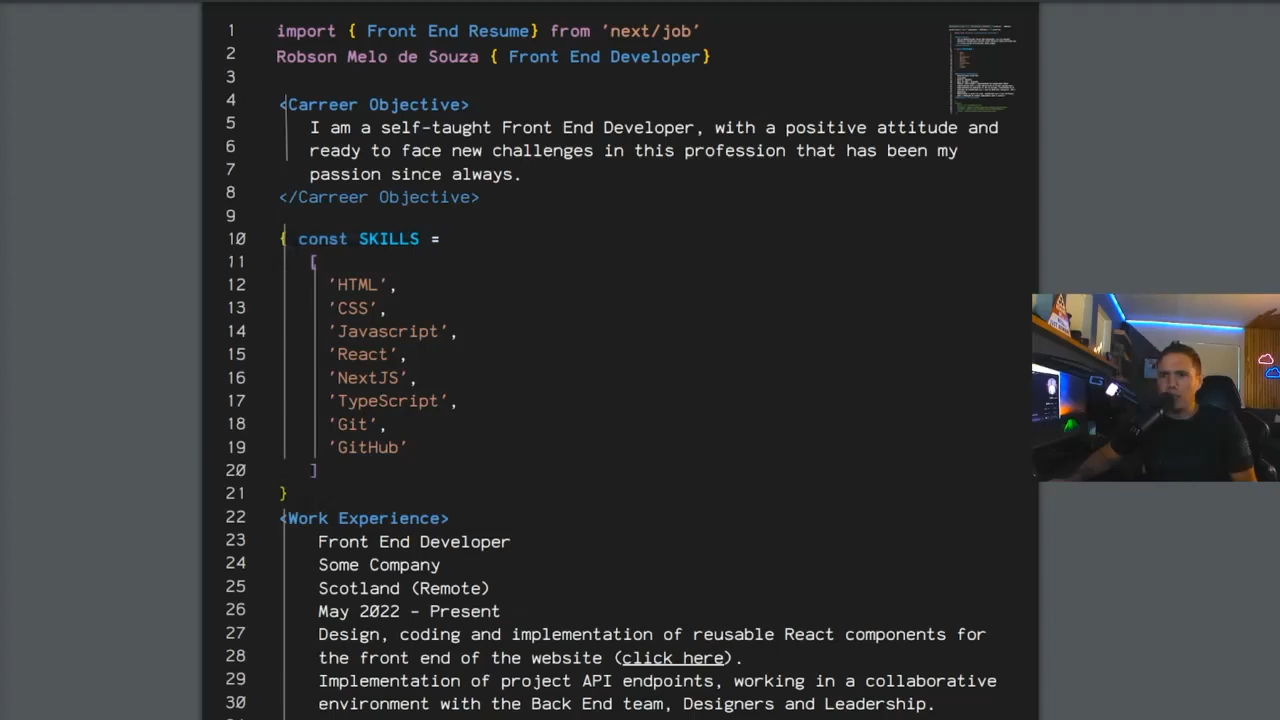 1 import { Front End Resume} from 'next/job'
2 Robson Melo de Souza { Front End Developer}
3
4 <Carreer Objective>
5 I am a self-taught Front End Developer, with a positive attitude and
6 ready to face new challenges in this profession that has been my
7 passion since always.
8 </Carreer Objective>
9
10 { const SKILLS =
11 [
12 'HTML',
13 'CSS',
14 'Javascript',
15 'React',
16 'NextJS',
17 'TypeScript',
18 'Git',
19 'GitHub'
20 ]
21 }
22 <Work Experience>
23 Front End Developer
24 Some Company
25 Scotland (Remote)
26 May 2022 - Present
27 Design, coding and implementation of reusable React components for
28 the front end of the website (click here).
29 Implementation of project API endpoints, working in a collaborative
30 environment with the Back End team, Designers and Leadership.